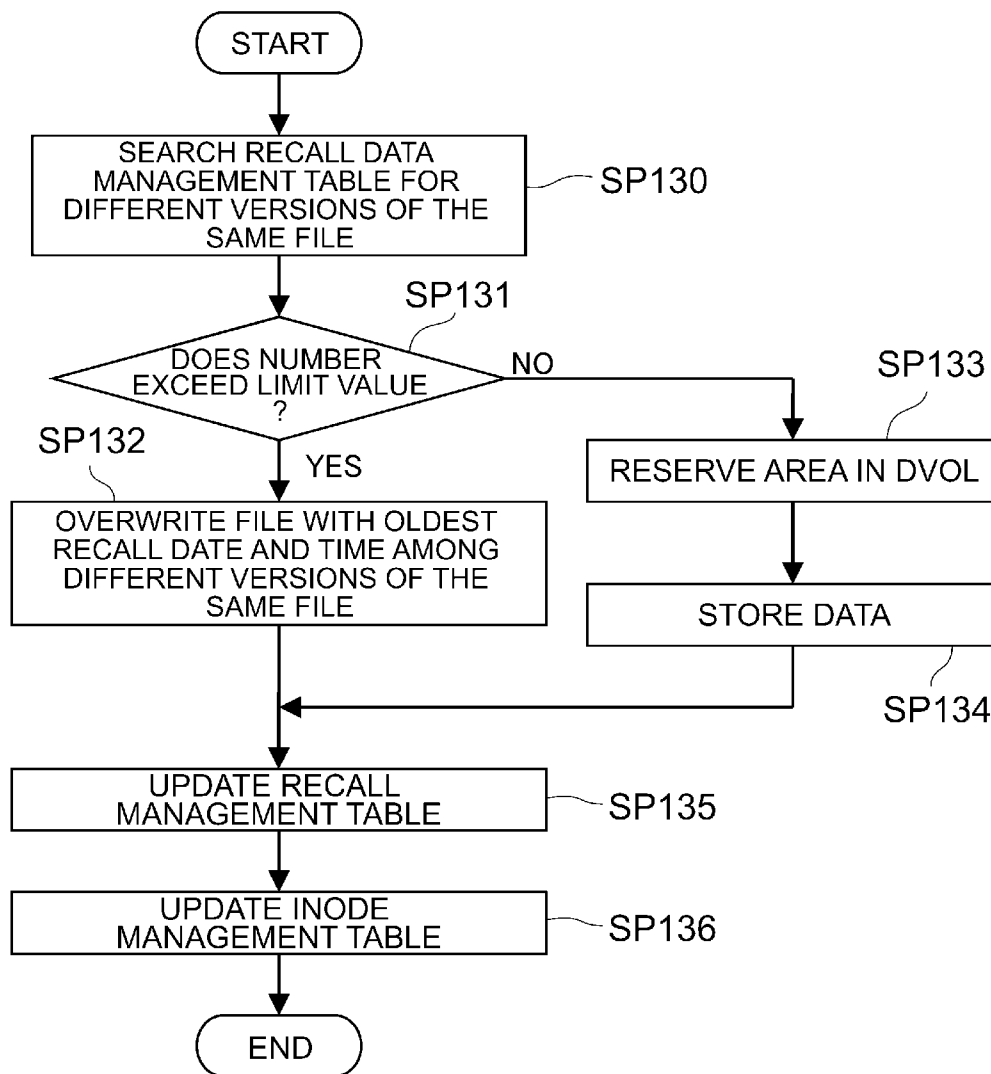 START
SEARCH RECALL DATA
MANAGEMENT TABLE FOR
DIFFERENT VERSIONS OF THE
SAME FILE
SP130
SP131
DOES NUMBER
EXCEED LIMIT VALUE
?
NO
SP133
SP132
YES
RESERVE AREA IN DVOL
OVERWRITE FILE WITH OLDEST
RECALL DATE AND TIME AMONG
DIFFERENT VERSIONS OF THE
SAME FILE
STORE DATA
SP134
UPDATE RECALL
MANAGEMENT TABLE
SP135
UPDATE INODE
MANAGEMENT TABLE
SP136
END